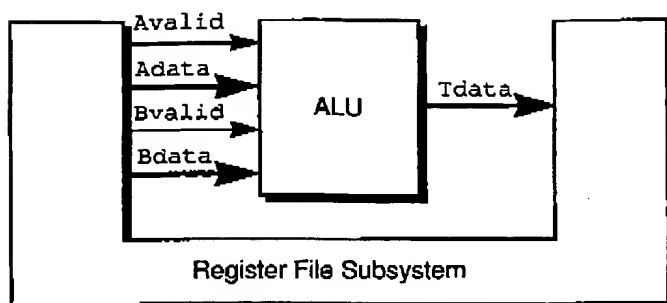 Avalid
Adata
Bvalid
Bdata
ALU
Tdata
Register File Subsystem